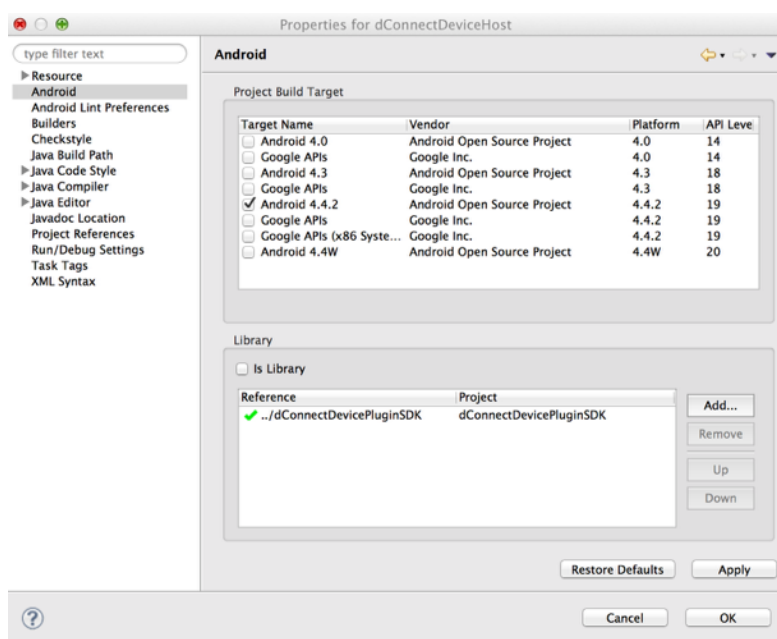 Properties for dConnectDeviceHost
type filter text
Resource
Android
Android Lint Preferences
Builders
Checkstyle
Java Build Path
Java Code Style
Java Compiler
Java Editor
Javadoc Location
Project References
Run/Debug Settings
Task Tags
XML Syntax
Android
Project Build Target
Target Name Vendor Platform API Leve
Android 4.0 Android Open Source Project 4.0 14
Google APIs Google Inc. 4.0 14
Android 4.3 Android Open Source Project 4.3 18
Google APIs Google Inc. 4.3 18
Android 4.4.2 Android Open Source Project 4.4.2 19
Google APIs Google Inc. 4.4.2 19
Google APIs (x86 Syste... Google Inc. 4.4.2 19
Android 4.4W Android Open Source Project 4.4W 20
Library
Is Library
Reference Project
../dConnectDevicePluginSDK dConnectDevicePluginSDK
Add...
Remove
Up
Down
Restore Defaults Apply
? Cancel OK